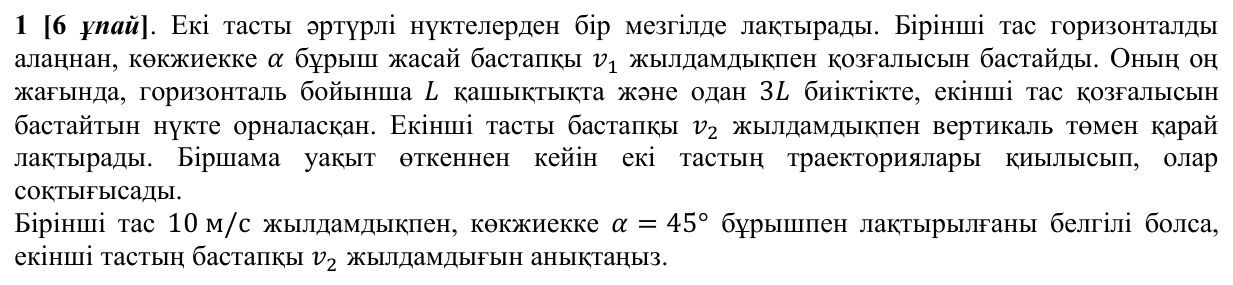 1 [6 ұпай]. Екі тасты әртүрлі нүктелерден бір мезгілде лақтырады. Бірінші тас горизонталды
алаңнан, көкжиекке α бұрыш жасай бастапқы v₁ жылдамдықпен қозғалысын бастайды. Оның оң
жағында, горизонталь бойынша L қашықтықта және одан 3L биіктікте, екінші тас қозғалысын
бастайтын нүкте орналасқан. Екінші тасты бастапқы v₂ жылдамдықпен вертикаль төмен қарай
лақтырады. Біршама уақыт өткеннен кейін екі тастың траекториялары қиылысып, олар
соқтығысады.
Бірінші тас 10 м/с жылдамдықпен, көкжиекке α = 45° бұрышпен лақтырылғаны белгілі болса,
екінші тастың бастапқы v₂ жылдамдығын анықтаңыз.